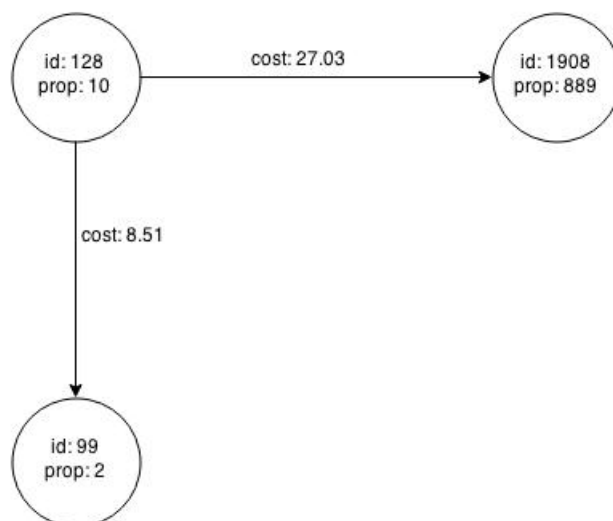 id: 128
prop: 10
cost: 27.03
id: 1908
prop: 889
cost: 8.51
id: 99
prop: 2